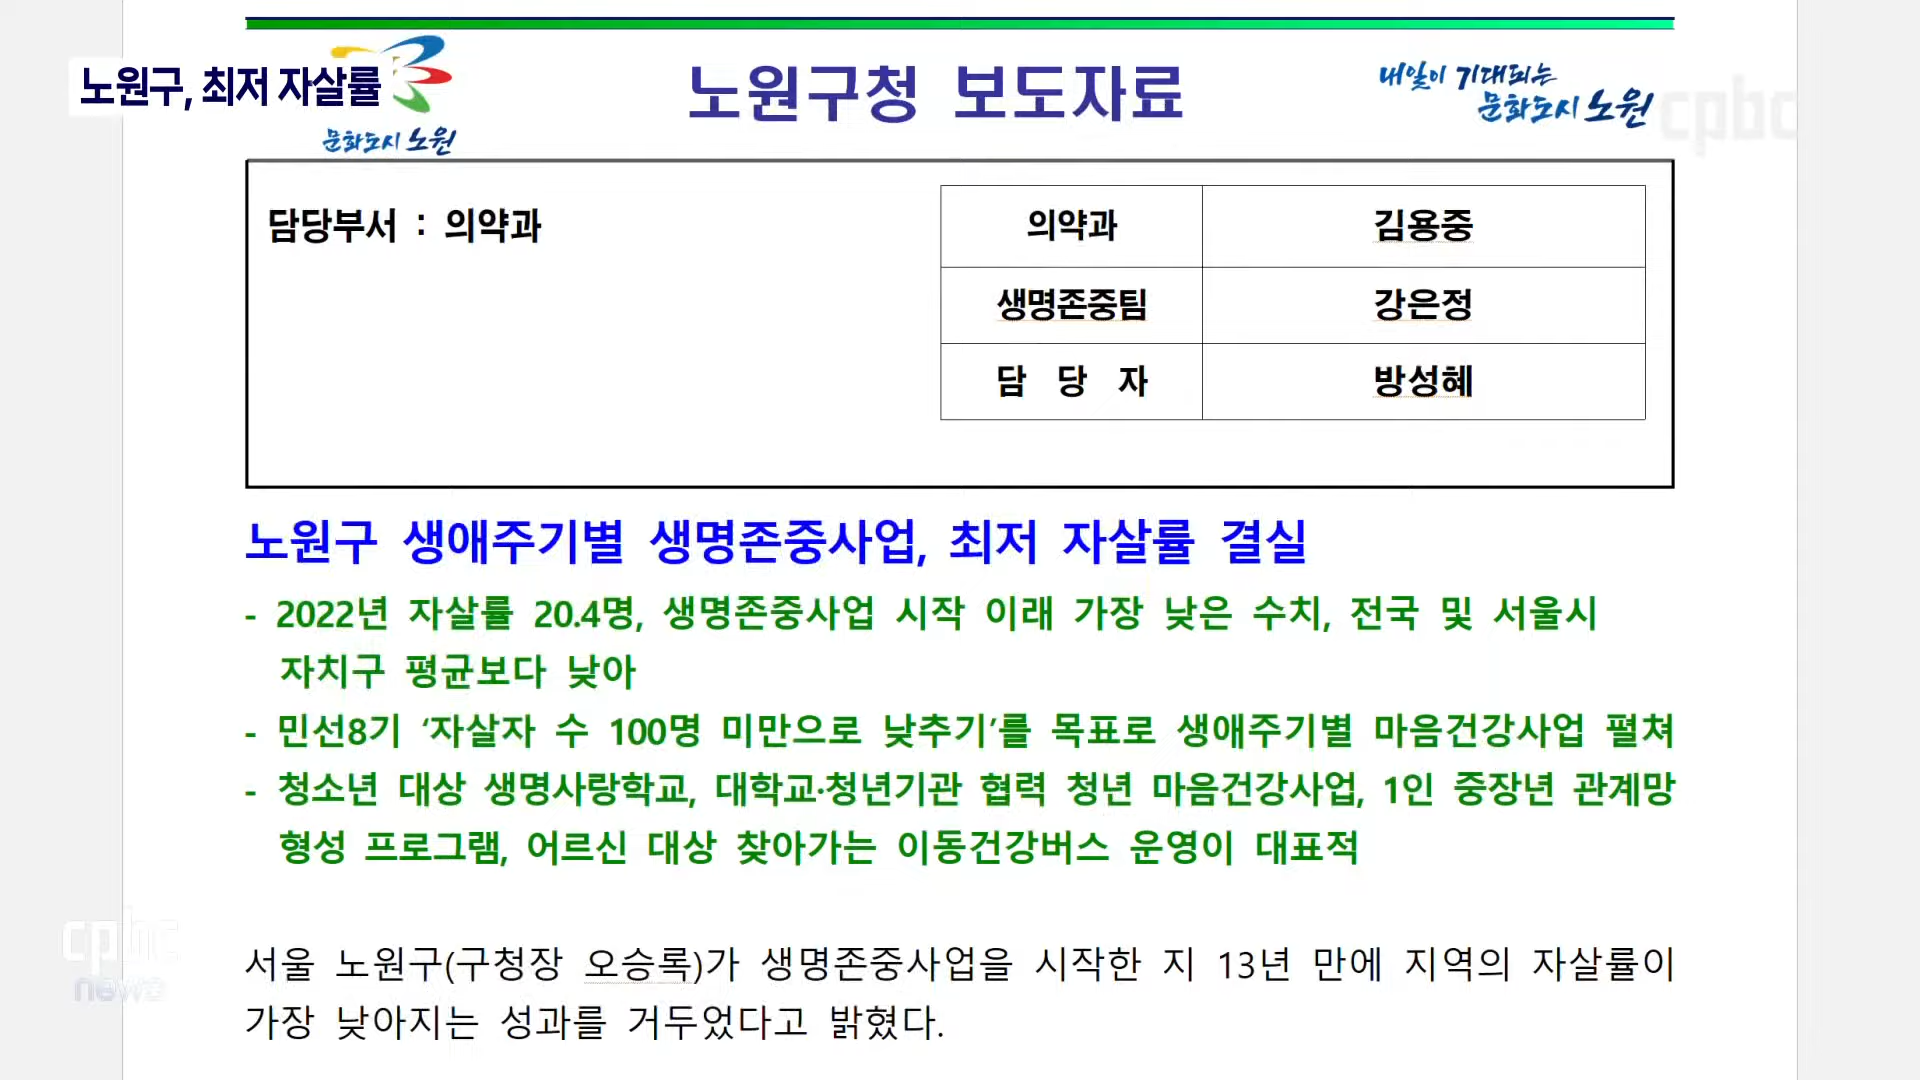 노원구, 최저 자살률
문화도시 노원
노원구청 보도자료
내일이 기대되는
문화도시 노원
cpbc
담당부서 : 의약과
의약과 김용중
생명존중팀 강은정
담 당 자 방성혜
노원구 생애주기별 생명존중사업, 최저 자살률 결실
- 2022년 자살률 20.4명, 생명존중사업 시작 이래 가장 낮은 수치, 전국 및 서울시
자치구 평균보다 낮아
- 민선8기 ‘자살자 수 100명 미만으로 낮추기’를 목표로 생애주기별 마음건강사업 펼쳐
- 청소년 대상 생명사랑학교, 대학교·청년기관 협력 청년 마음건강사업, 1인 중장년 관계망
형성 프로그램, 어르신 대상 찾아가는 이동건강버스 운영이 대표적
서울 노원구(구청장 오승록)가 생명존중사업을 시작한 지 13년 만에 지역의 자살률이
가장 낮아지는 성과를 거두었다고 밝혔다.
cpbc
news